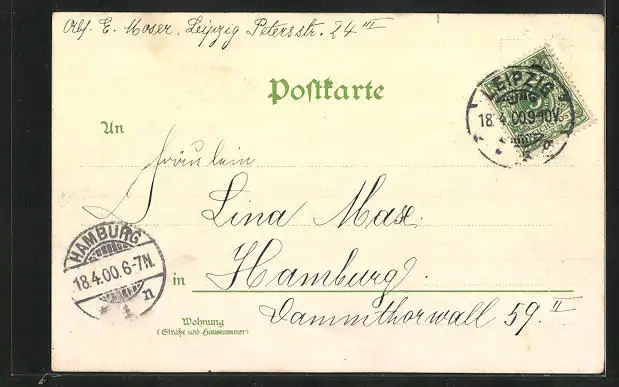 Abs. E. Moser, Leipzig Petersstr. 24 III
Postkarte
LEIPZIG
18.4.00.9-10V.
An
Fräulein
Lina Max.
HAMBURG
18.4.00.6-7N.
in Hamburg.
Dammthorwall 59. II
Wohnung
(Straße und Hausnummer)